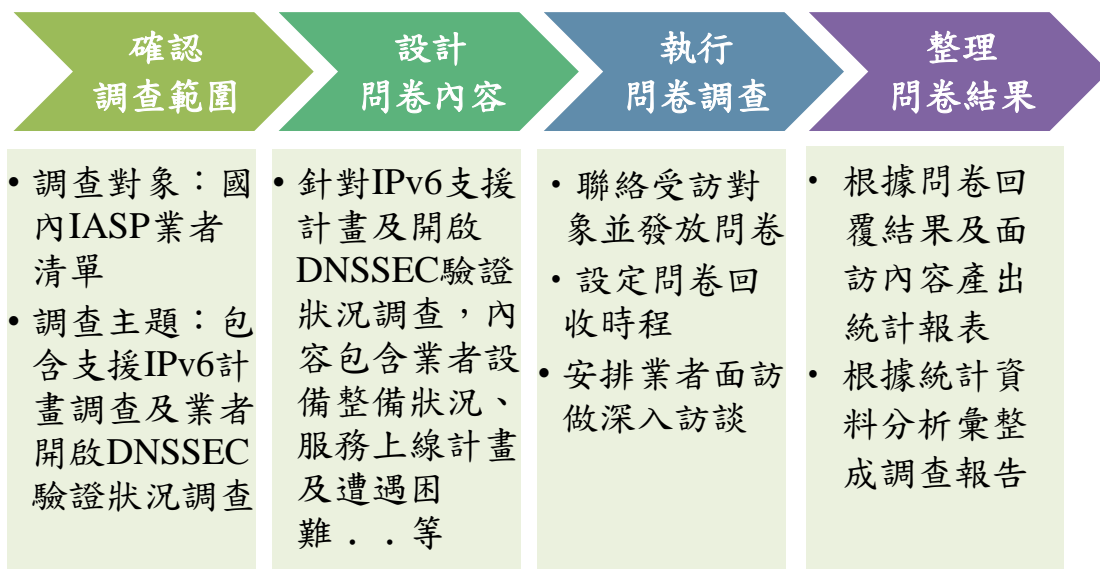 確認
調查範圍
設計
問卷內容
執行
問卷調查
整理
問卷結果
• 調查對象：國
內IASP業者
清單
• 調查主題：包
含支援IPv6計
畫調查及業者
開啟DNSSEC
驗證狀況調查
• 針對IPv6支援
計畫及開啟
DNSSEC驗證
狀況調查，內
容包含業者設
備整備狀況、
服務上線計畫
及遭遇困
難．．等
• 聯絡受訪對
象並發放問卷
• 設定問卷回
收時程
• 安排業者面訪
做深入訪談
• 根據問卷回
覆結果及面
訪內容產出
統計報表
• 根據統計資
料分析彙整
成調查報告